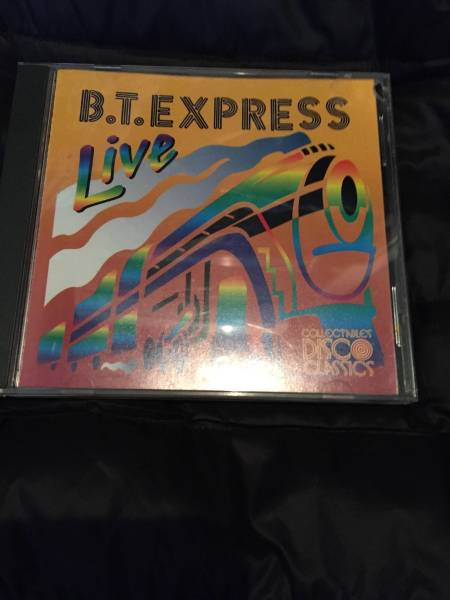 B.T. EXPRESS
Live
COLLECTABLES
DISCO
CLASSICS